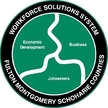 WORKFORCE SOLUTIONS SYSTEM
Economic
Development
Business
Jobseekers
FULTON MONTGOMERY SCHOHARIE COUNTIES